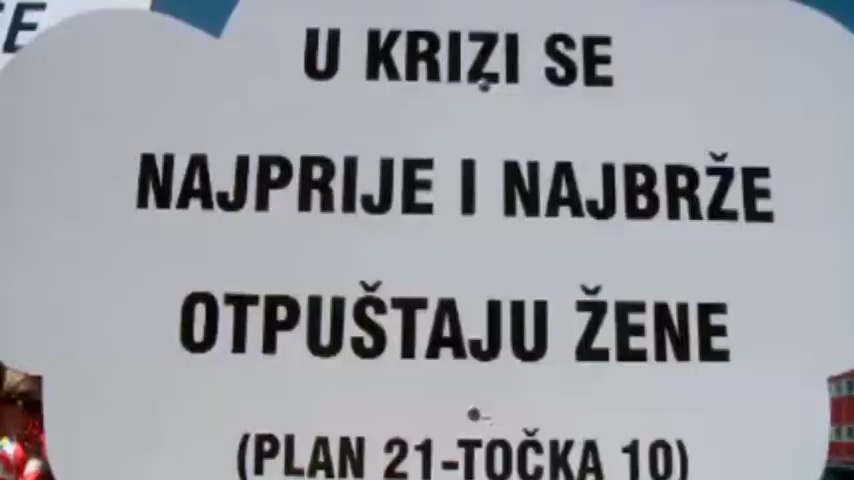 U KRIZI SE
NAJPRIJE I NAJBRŽE
OTPUŠTAJU ŽENE
(PLAN 21-TOČKA 10)